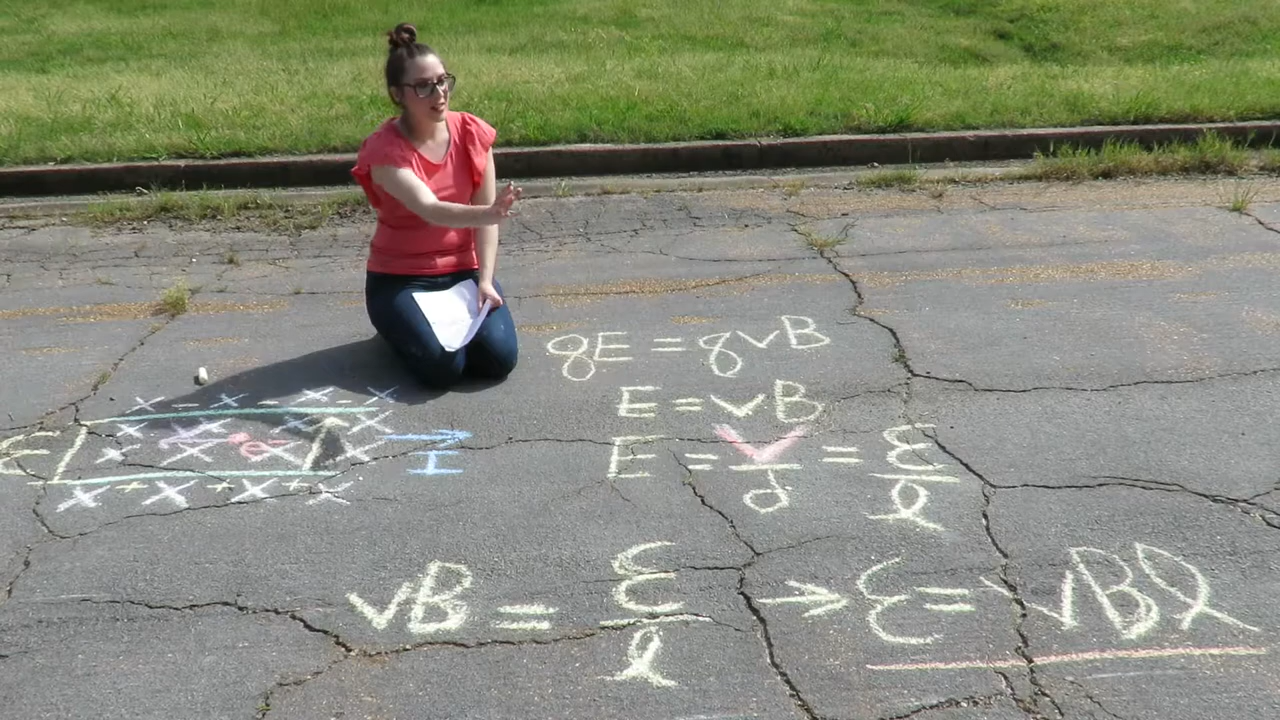 qE = qvB
E = vB
E = V/d = ℰ/l
vB = ℰ/l → ℰ = vBl